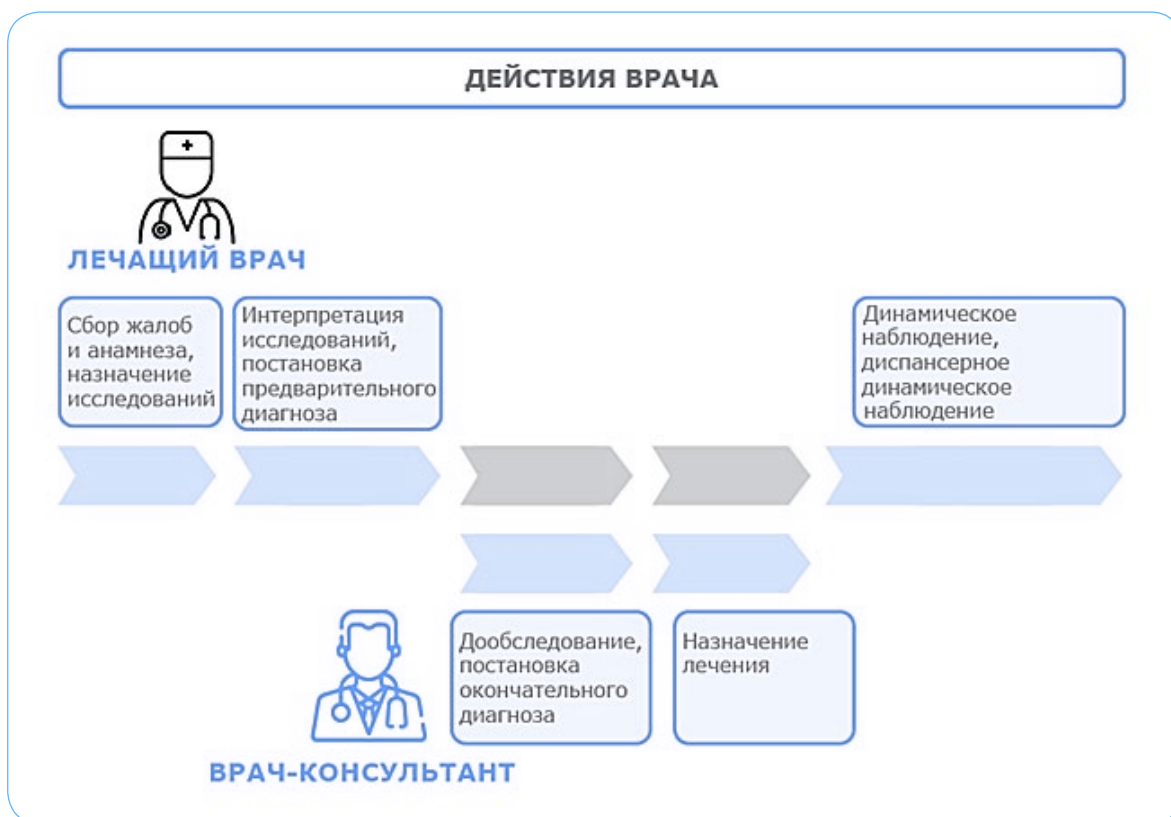 ДЕЙСТВИЯ ВРАЧА
ЛЕЧАЩИЙ ВРАЧ
Сбор жалоб
и анамнеза,
назначение
исследований
Интерпретация
исследований,
постановка
предварительного
диагноза
Динамическое
наблюдение,
диспансерное
динамическое
наблюдение
Дообследование,
постановка
окончательного
диагноза
Назначение
лечения
ВРАЧ-КОНСУЛЬТАНТ